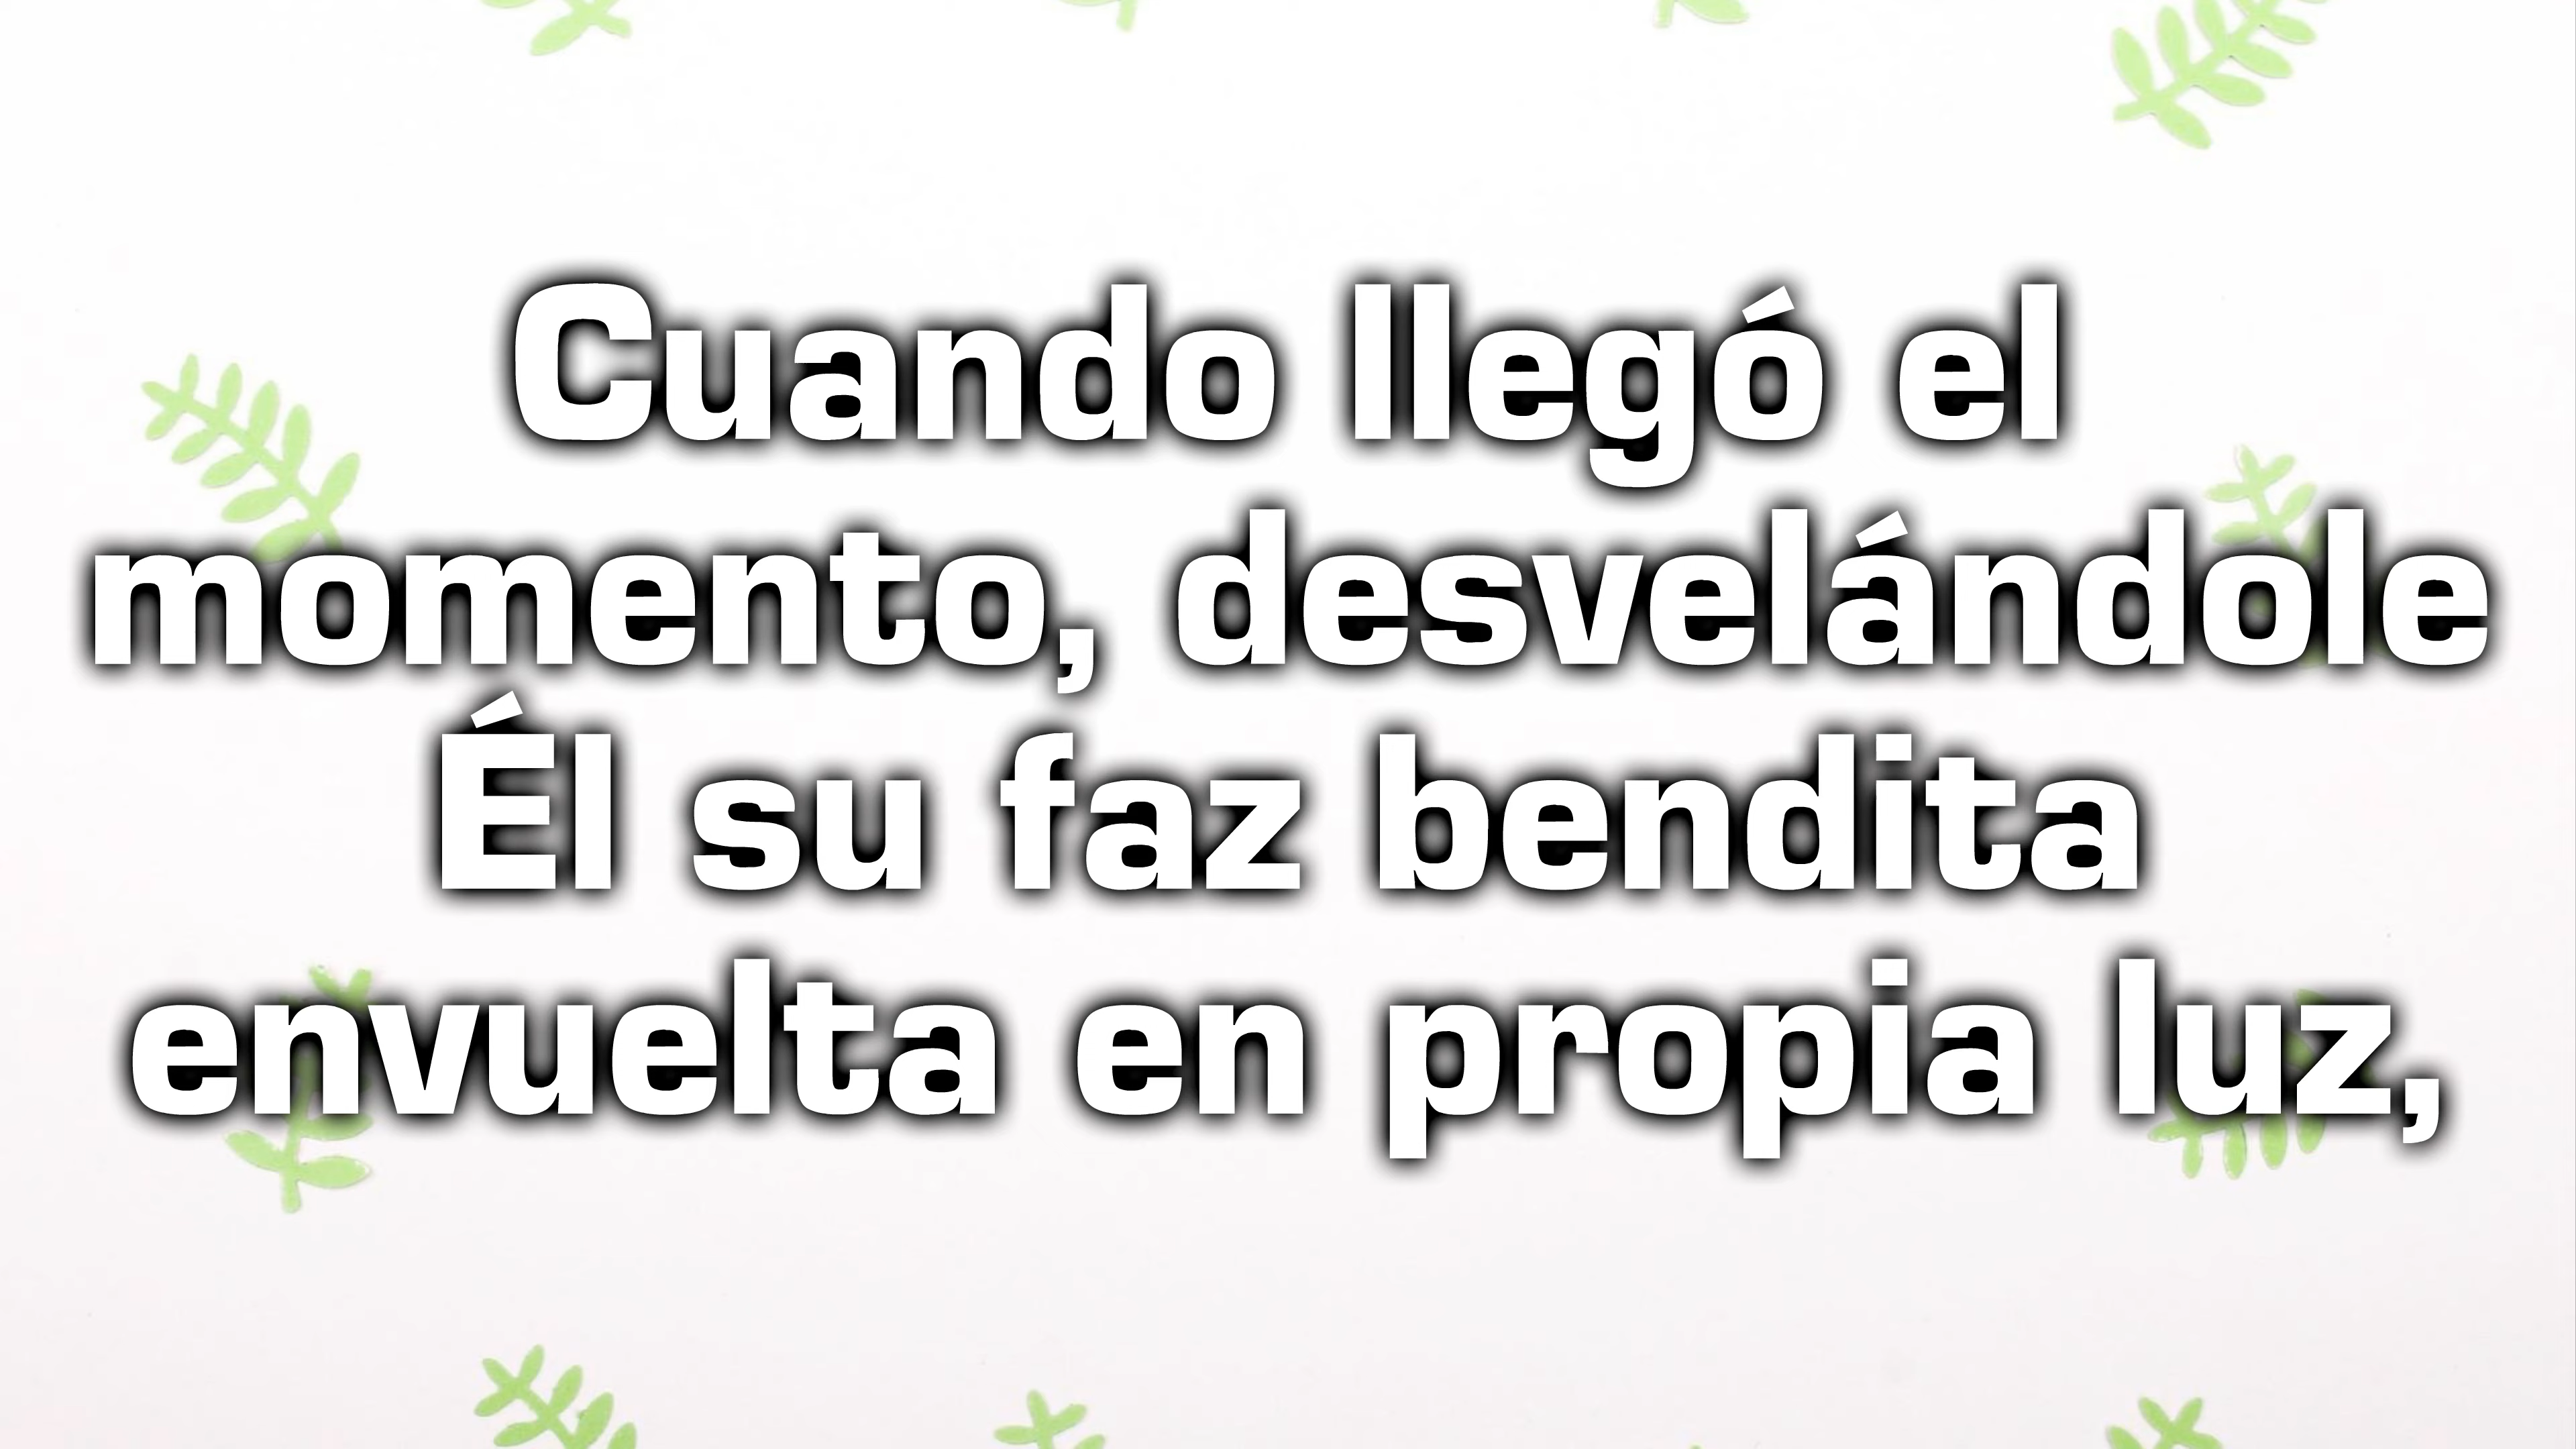 Cuando llegó el
momento, desvelándole
Él su faz bendita
envuelta en propia luz,